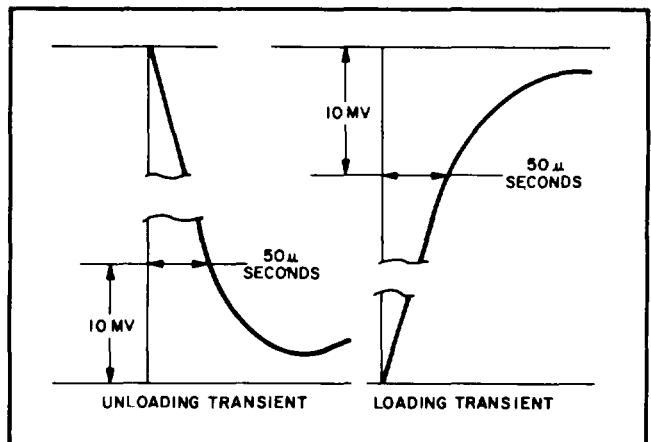 10 MV
50 μ
SECONDS
10 MV
50 μ
SECONDS
UNLOADING TRANSIENT
LOADING TRANSIENT